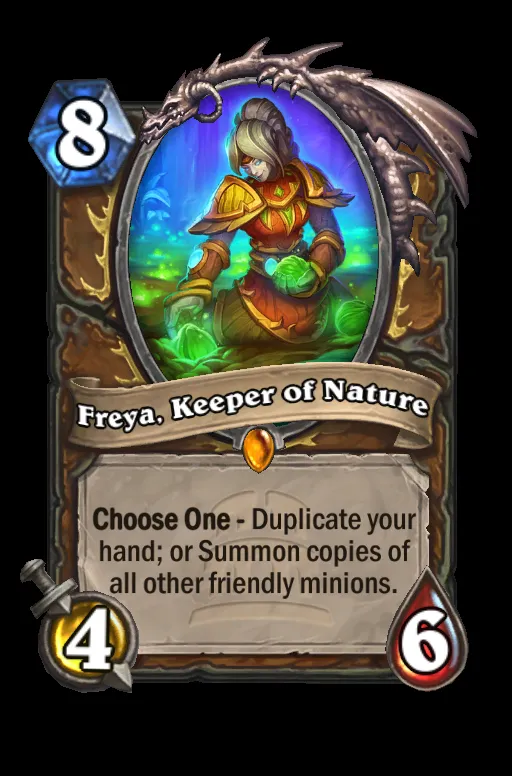 8
Freya, Keeper of Nature
Choose One - Duplicate your
hand; or Summon copies of
all other friendly minions.
4
6